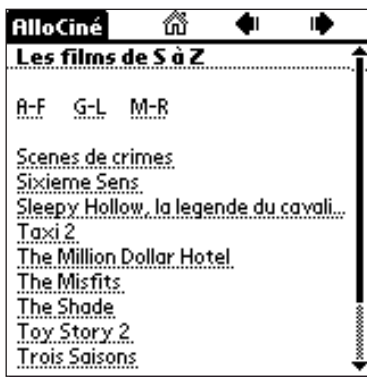 AlloCiné
Les films de S à Z
A-F G-L M-R
Scenes de crimes
Sixieme Sens
Sleepy Hollow, la legende du cavali...
Taxi 2
The Million Dollar Hotel
The Misfits
The Shade
Toy Story 2
Trois Saisons